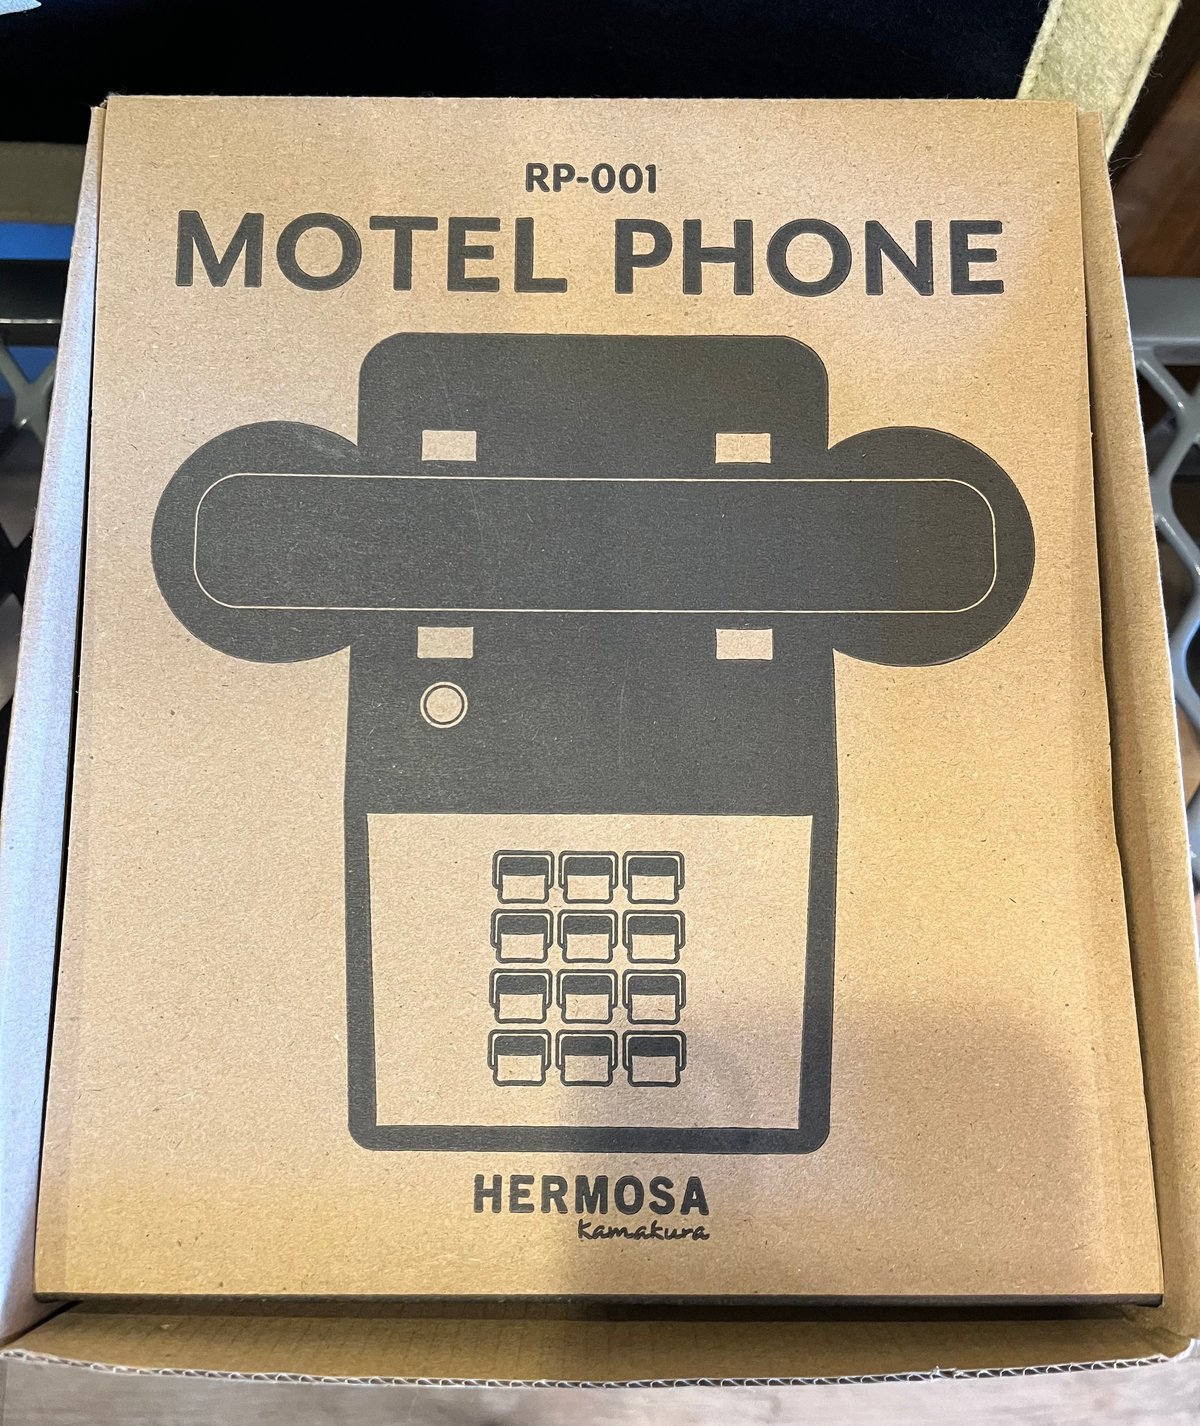 RP-001
MOTEL PHONE
HERMOSA
Kamakura